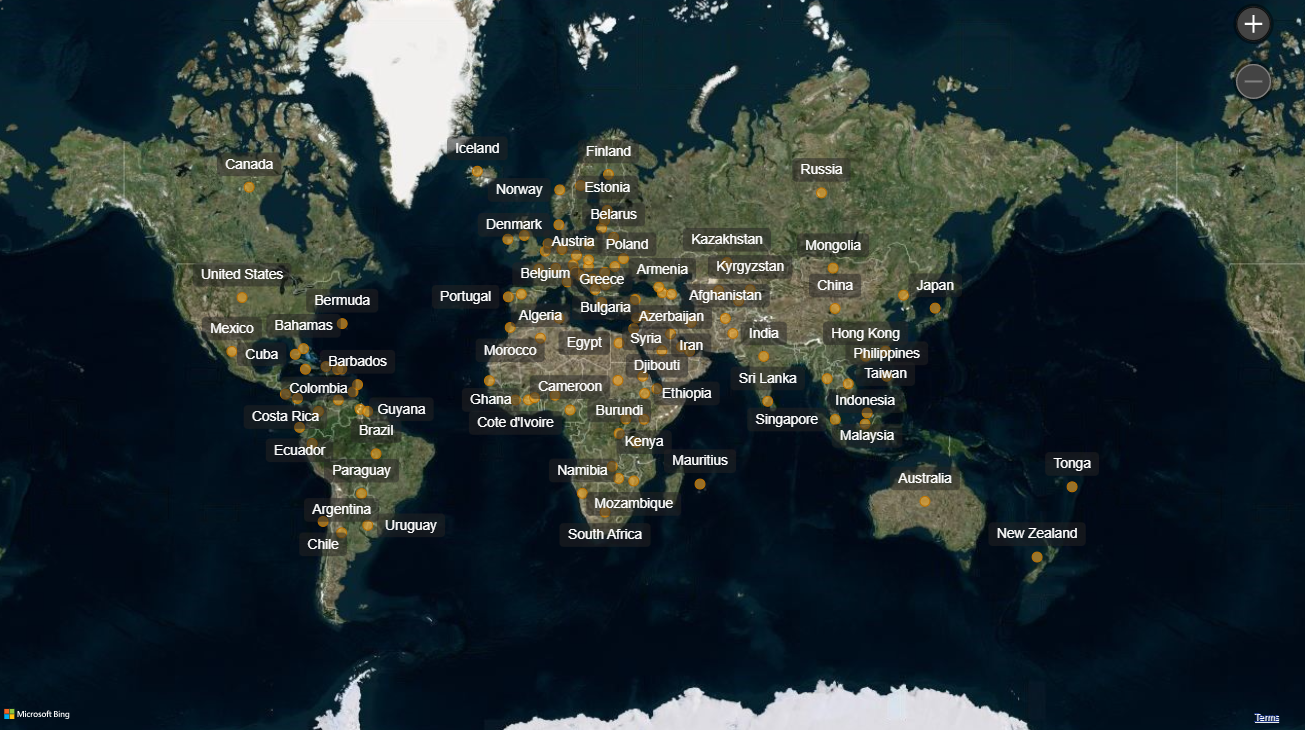 +
Iceland
Finland
Canada
Russia
Norway
Estonia
Belarus
Denmark
Austria
Poland
Kazakhstan
Mongolia
United States
Belgium
Greece
Armenia
Kyrgyzstan
China
Japan
Bermuda
Portugal
Bulgaria
Afghanistan
Mexico
Bahamas
Algeria
Azerbaijan
India
Hong Kong
Cuba
Barbados
Morocco
Egypt
Syria
Iran
Philippines
Djibouti
Taiwan
Colombia
Cameroon
Ethiopia
Sri Lanka
Indonesia
Costa Rica
Guyana
Ghana
Cote d'Ivoire
Burundi
Singapore
Malaysia
Brazil
Kenya
Ecuador
Paraguay
Namibia
Mauritius
Australia
Tonga
Argentina
Mozambique
Uruguay
South Africa
New Zealand
Chile
Microsoft Bing
Terms